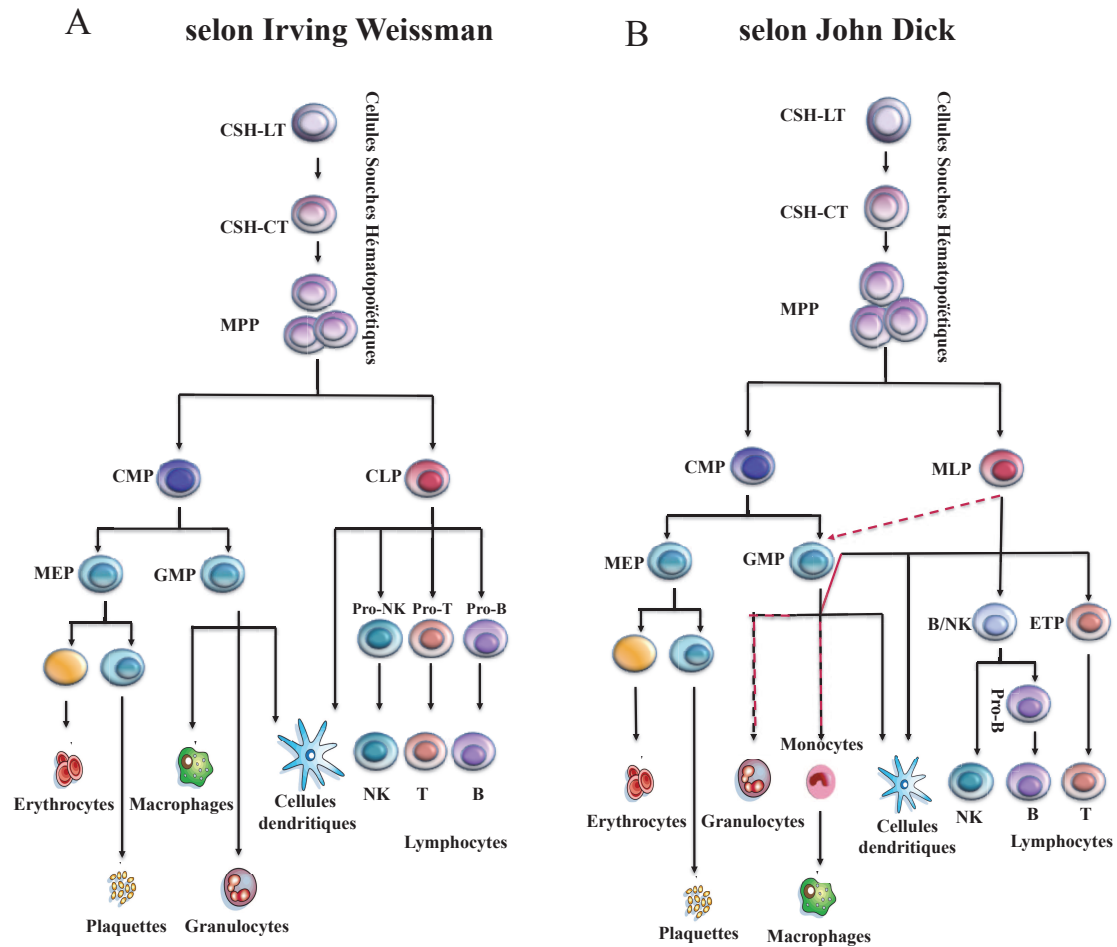 A
selon Irving Weissman
CSH-LT
CSH-CT
MPP
Cellules Souches Hématopoïétiques
CMP
CLP
MEP
GMP
Pro-NK
Pro-T
Pro-B
Erythrocytes
Macrophages
Cellules
dendritiques
NK
T
B
Lymphocytes
Plaquettes
Granulocytes
B
selon John Dick
CSH-LT
CSH-CT
MPP
Cellules Souches Hématopoïétiques
CMP
MLP
MEP
GMP
B/NK
ETP
Pro-B
Monocytes
Erythrocytes
Granulocytes
Cellules
dendritiques
NK
B
T
Lymphocytes
Plaquettes
Macrophages